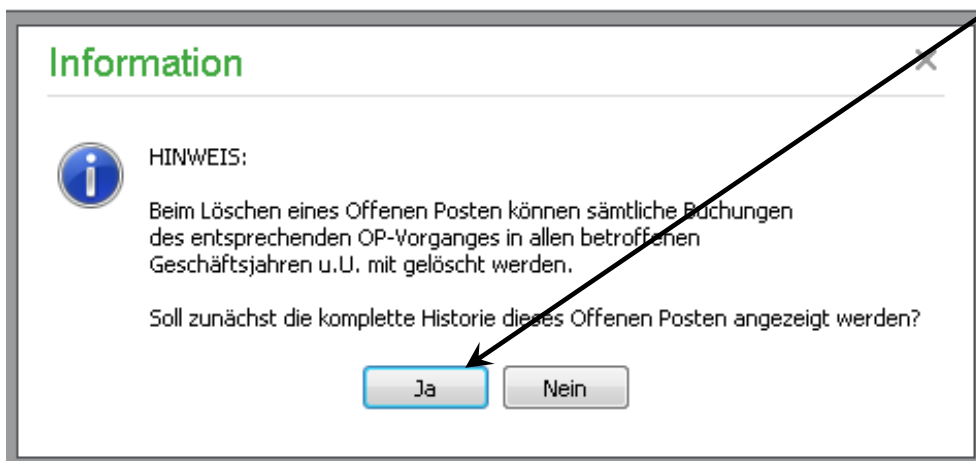 Information
HINWEIS:
Beim Löschen eines Offenen Posten können sämtliche Buchungen
des entsprechenden OP-Vorganges in allen betroffenen
Geschäftsjahren u.U. mit gelöscht werden.
Soll zunächst die komplette Historie dieses Offenen Posten angezeigt werden?
Ja
Nein